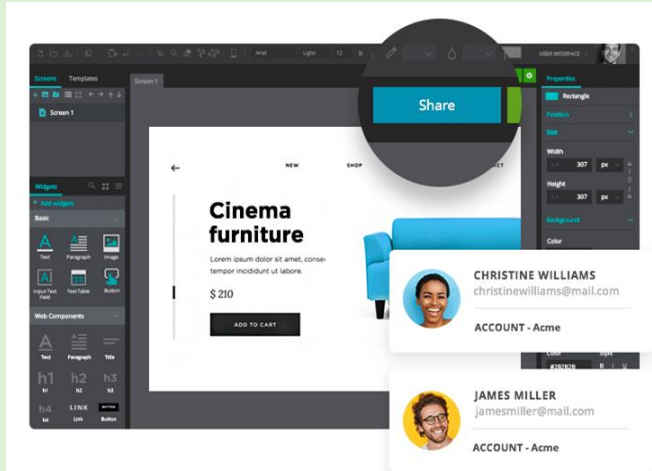 Arial Light 12 B
USER INTERFACE
Screens Templates
Screen 1
Screen 1
Share
Properties
Rectangle
Position
Size
Width
307 px
Height
307 px
Background
Color
Widgets
+ Add widgets
Basic
Text Paragraph Image
Input Text Field Text Table Button
Web Components
Text Paragraph Title
h1 h2 h3
h1 h2 h3
h4 LINK BUTTON
h4 Link Button
NEW SHOP
Cinema
furniture
Lorem ipsum dolor sit amet, conse
tempor incididunt ut labore.
$ 210
ADD TO CART
CHRISTINE WILLIAMS
christinewilliams@mail.com
ACCOUNT - Acme
Color Style
#2B2B2B B I U
JAMES MILLER
jamesmiller@mail.com
ACCOUNT - Acme